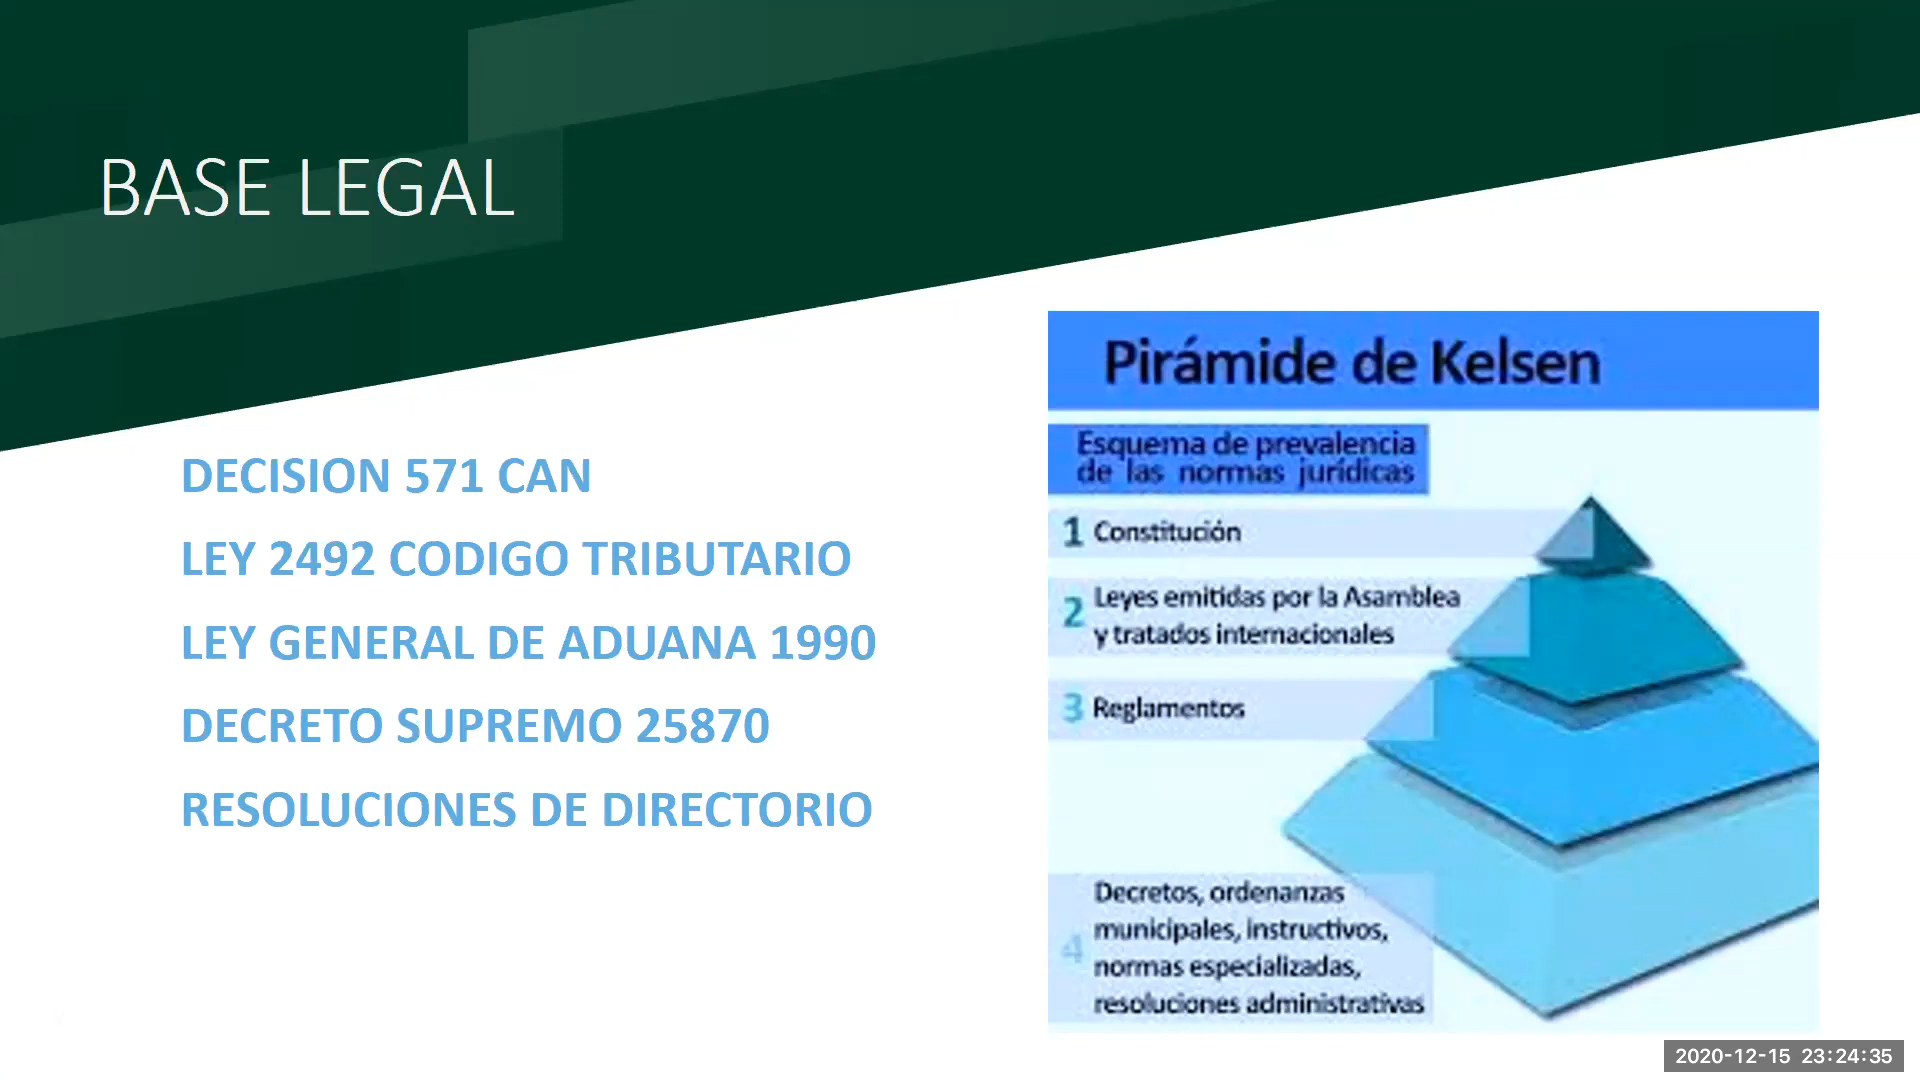 BASE LEGAL
DECISION 571 CAN
LEY 2492 CODIGO TRIBUTARIO
LEY GENERAL DE ADUANA 1990
DECRETO SUPREMO 25870
RESOLUCIONES DE DIRECTORIO
Pirámide de Kelsen
Esquema de prevalencia
de las normas jurídicas
1 Constitución
2 Leyes emitidas por la Asamblea
y tratados internacionales
3 Reglamentos
4 Decretos, ordenanzas
municipales, instructivos,
normas especializadas,
resoluciones administrativas
2020-12-15 23:24:35